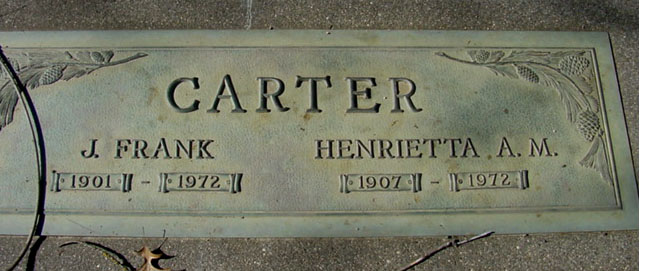 CARTER
J. FRANK HENRIETTA A. M.
1901 - 1972 1907 - 1972